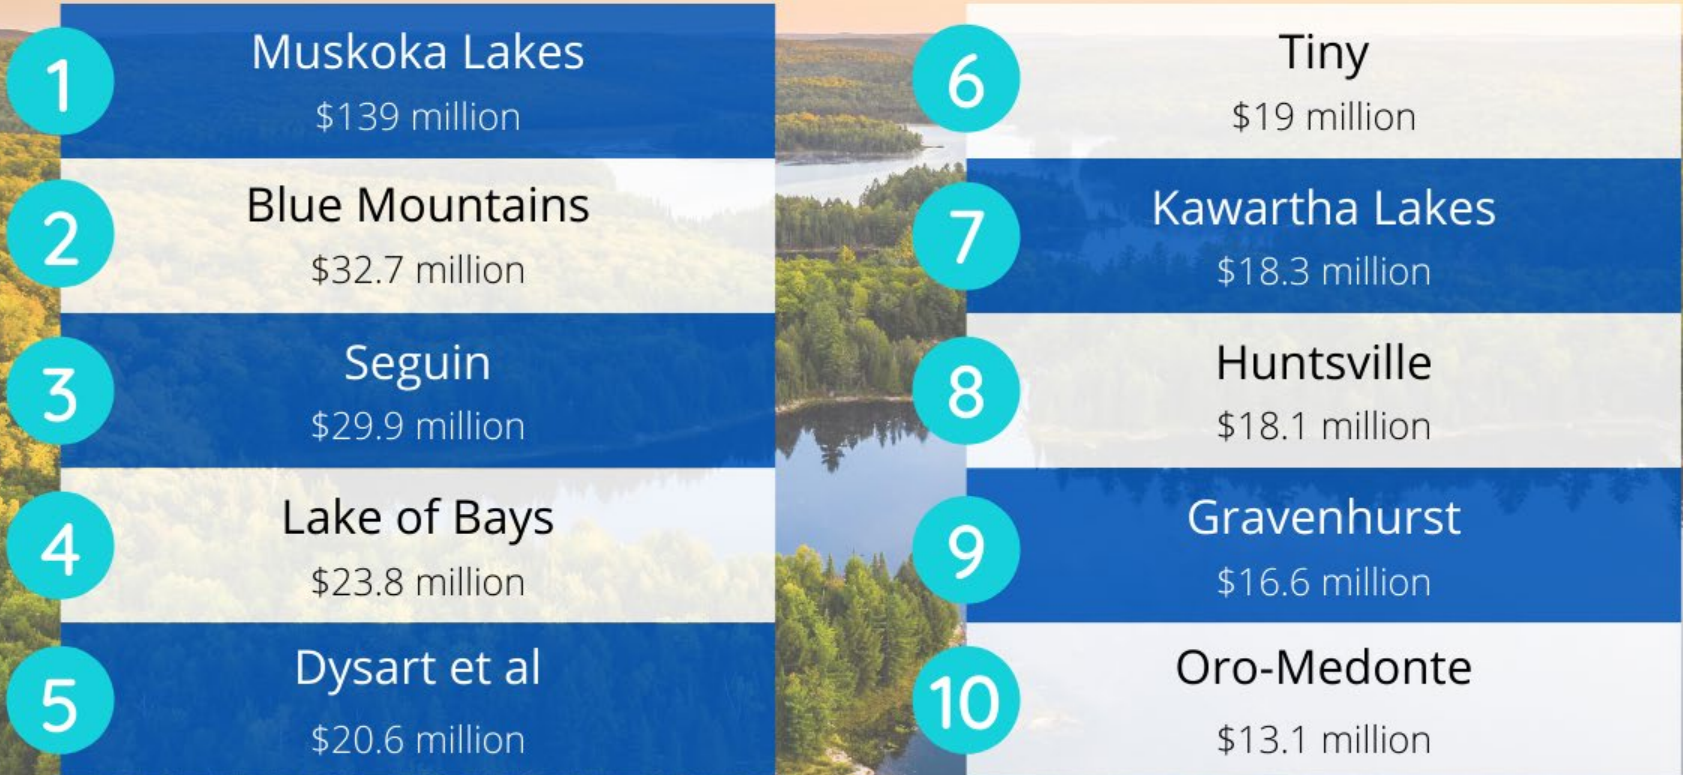 1
Muskoka Lakes
$139 million
2
Blue Mountains
$32.7 million
3
Seguin
$29.9 million
4
Lake of Bays
$23.8 million
5
Dysart et al
$20.6 million
6
Tiny
$19 million
7
Kawartha Lakes
$18.3 million
8
Huntsville
$18.1 million
9
Gravenhurst
$16.6 million
10
Oro-Medonte
$13.1 million